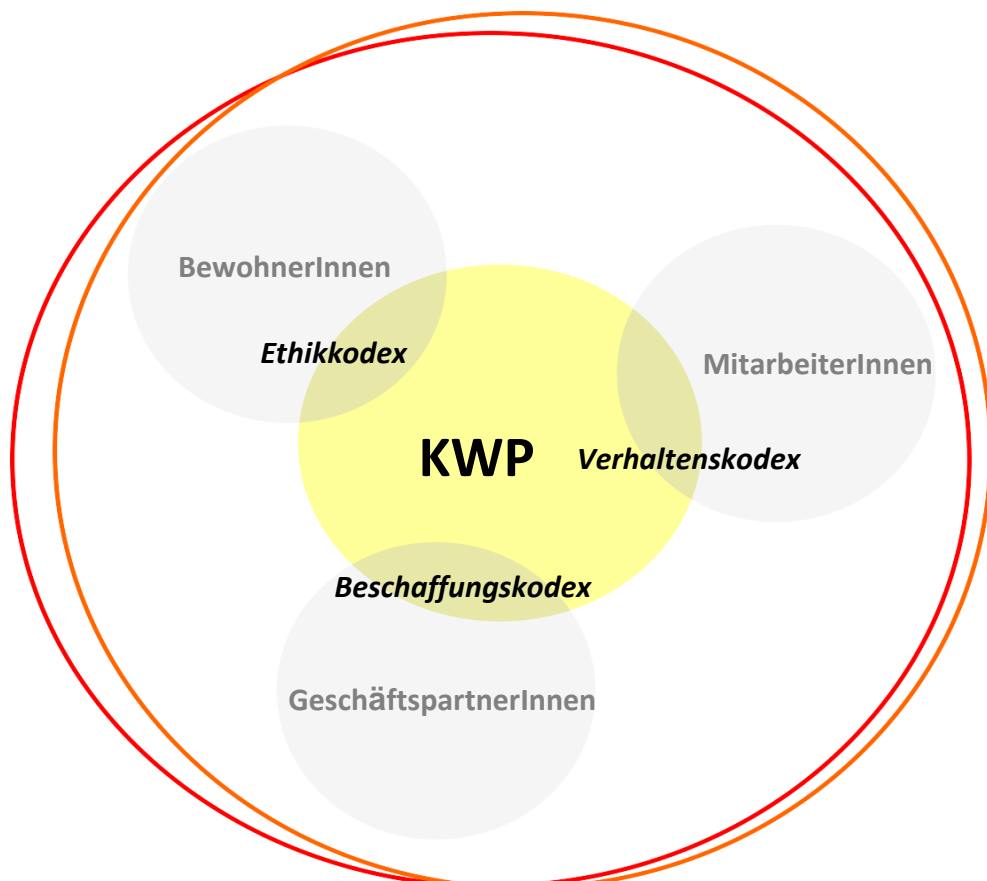 BewohnerInnen
Ethikkodex
MitarbeiterInnen
KWP
Verhaltenskodex
Beschaffungskodex
GeschäftspartnerInnen